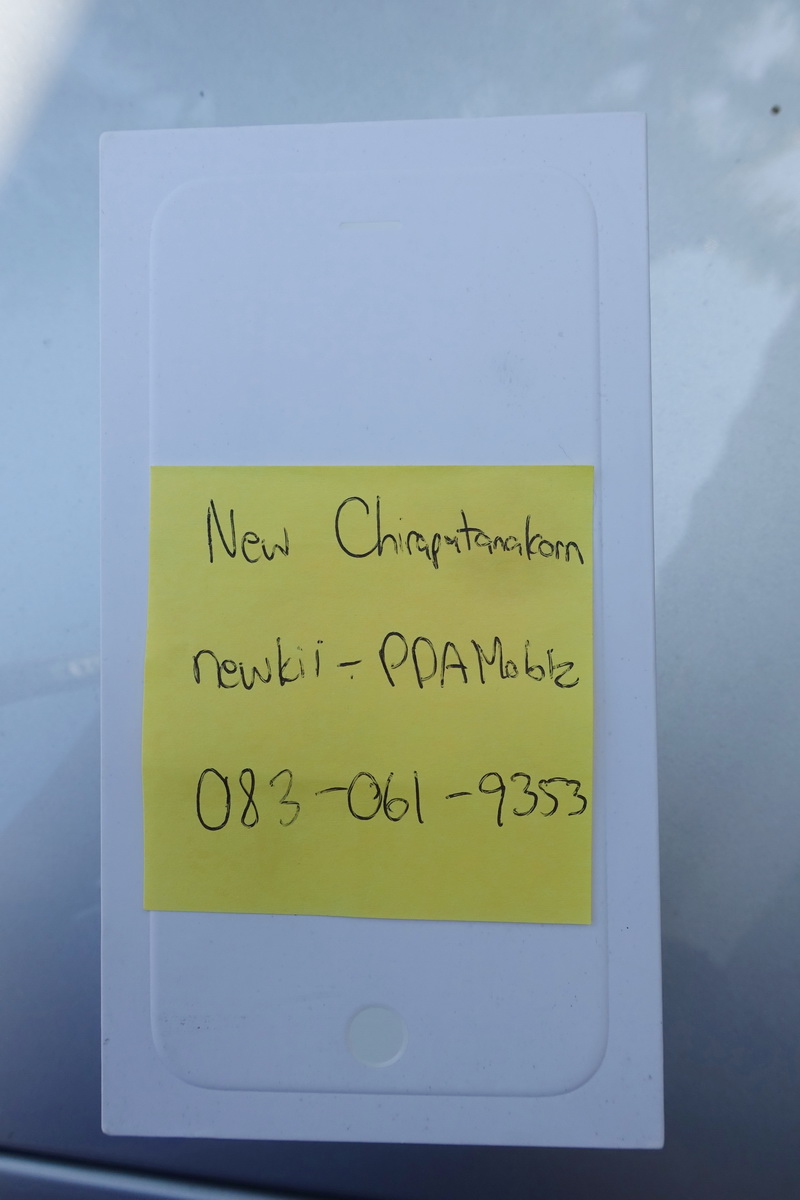 New Chirapatanakorn
newkii - PDAMobiz
083-061-9353